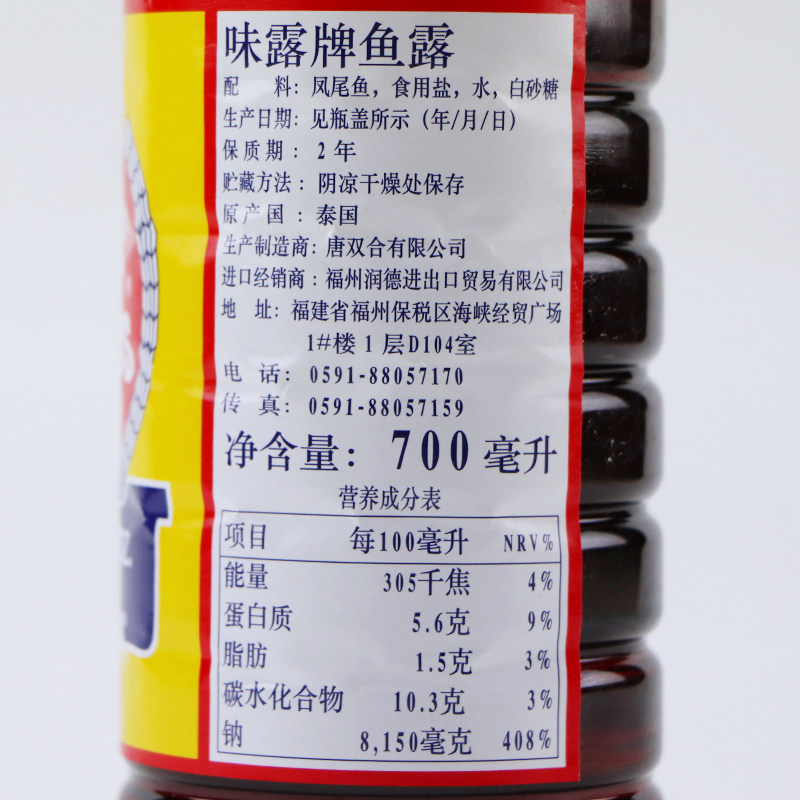 味露牌鱼露
配 料：凤尾鱼，食用盐，水，白砂糖
生产日期：见瓶盖所示（年/月/日）
保质期：2年
贮藏方法：阴凉干燥处保存
原产国：泰国
生产制造商：唐双合有限公司
进口经销商：福州润德进出口贸易有限公司
地 址：福建省福州保税区海峡经贸广场
1#楼1层D104室
电 话：0591-88057170
传 真：0591-88057159
净含量：700毫升
营养成分表
项目 每100毫升 NRV%
能量 305千焦 4%
蛋白质 5.6克 9%
脂肪 1.5克 3%
碳水化合物 10.3克 3%
钠 8,150毫克 408%